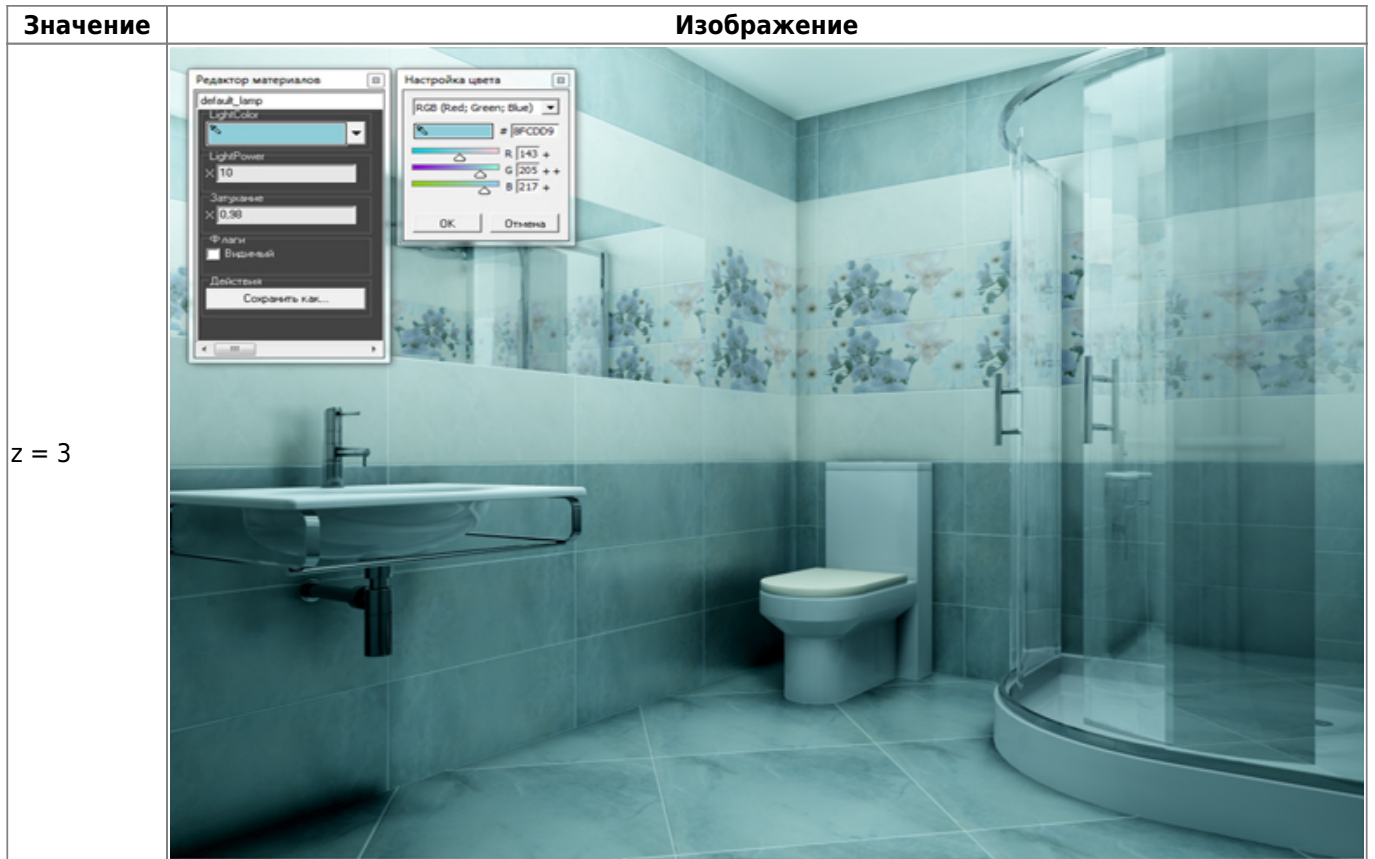 Значение
Изображение
z = 3
Редактор материалов
default_lamp
LightColor
LightPower
10
Затухание
0,98
Флаги
Видимый
Действия
Сохранить как...
Настройка цвета
RGB (Red; Green; Blue)
# 8FCDD9
R 143 +
G 205 ++
B 217 +
OK Отмена